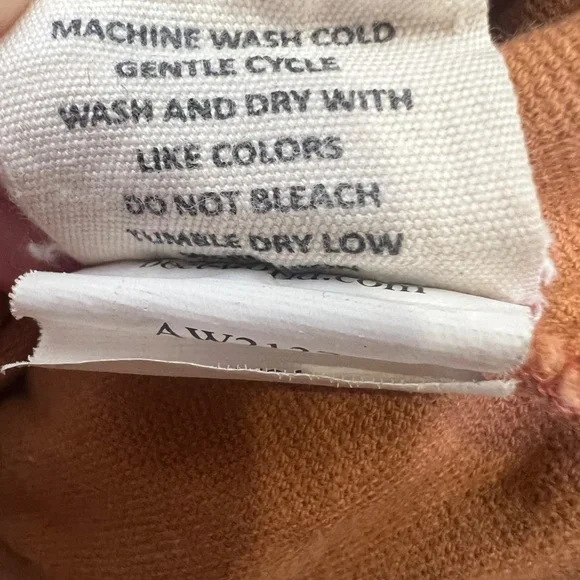 MACHINE WASH COLD
GENTLE CYCLE
WASH AND DRY WITH
LIKE COLORS
DO NOT BLEACH
TUMBLE DRY LOW